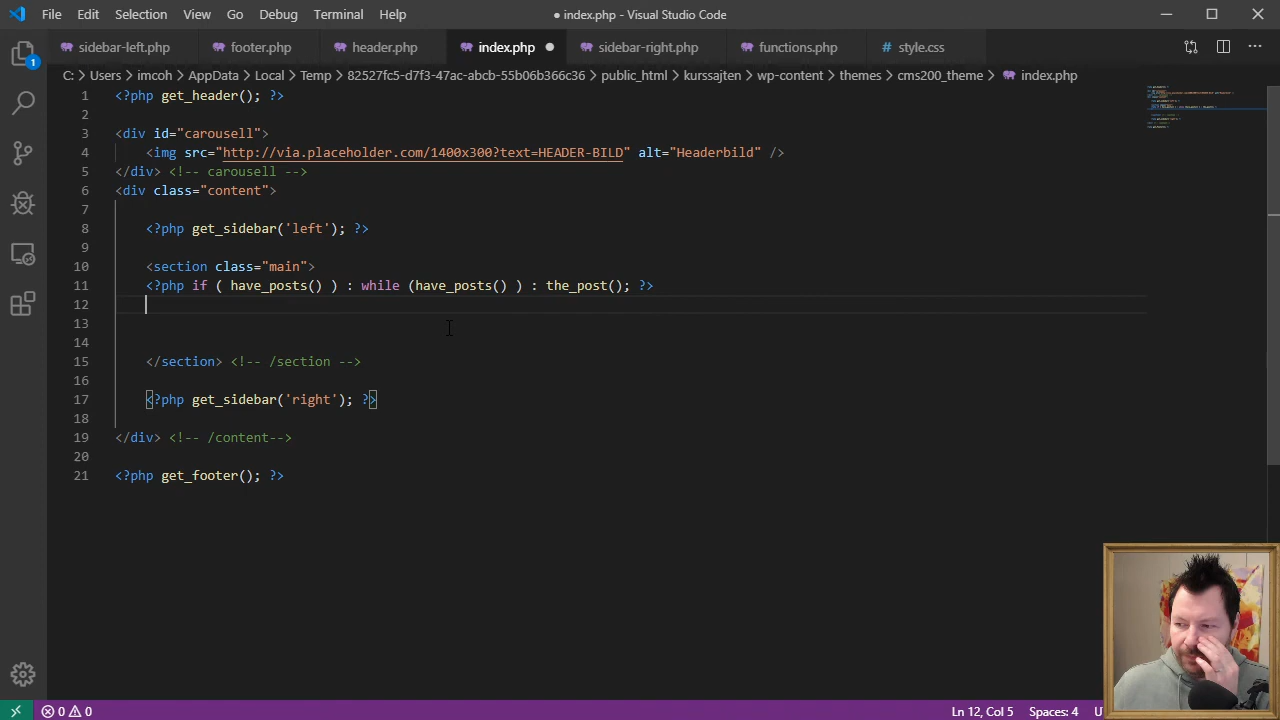 File Edit Selection View Go Debug Terminal Help ● index.php - Visual Studio Code
sidebar-left.php footer.php header.php index.php ● sidebar-right.php functions.php # style.css ...
C: > Users > imcoh > AppData > Local > Temp > 82527fc5-d7f3-47ac-abcb-55b06b366c36 > public_html > kurssajten > wp-content > themes > cms200_theme > index.php
1 <?php get_header(); ?>
2
3 <div id="carousell">
4 <img src="http://via.placeholder.com/1400x300?text=HEADER-BILD" alt="Headerbild" />
5 </div> <!-- carousell -->
6 <div class="content">
7
8 <?php get_sidebar('left'); ?>
9
10 <section class="main">
11 <?php if ( have_posts() ) : while (have_posts() ) : the_post(); ?>
12
13
14
15 </section> <!-- /section -->
16
17 <?php get_sidebar('right'); ?>
18
19 </div> <!-- /content-->
20
21 <?php get_footer(); ?>
1
0 0 Ln 12, Col 5 Spaces: 4